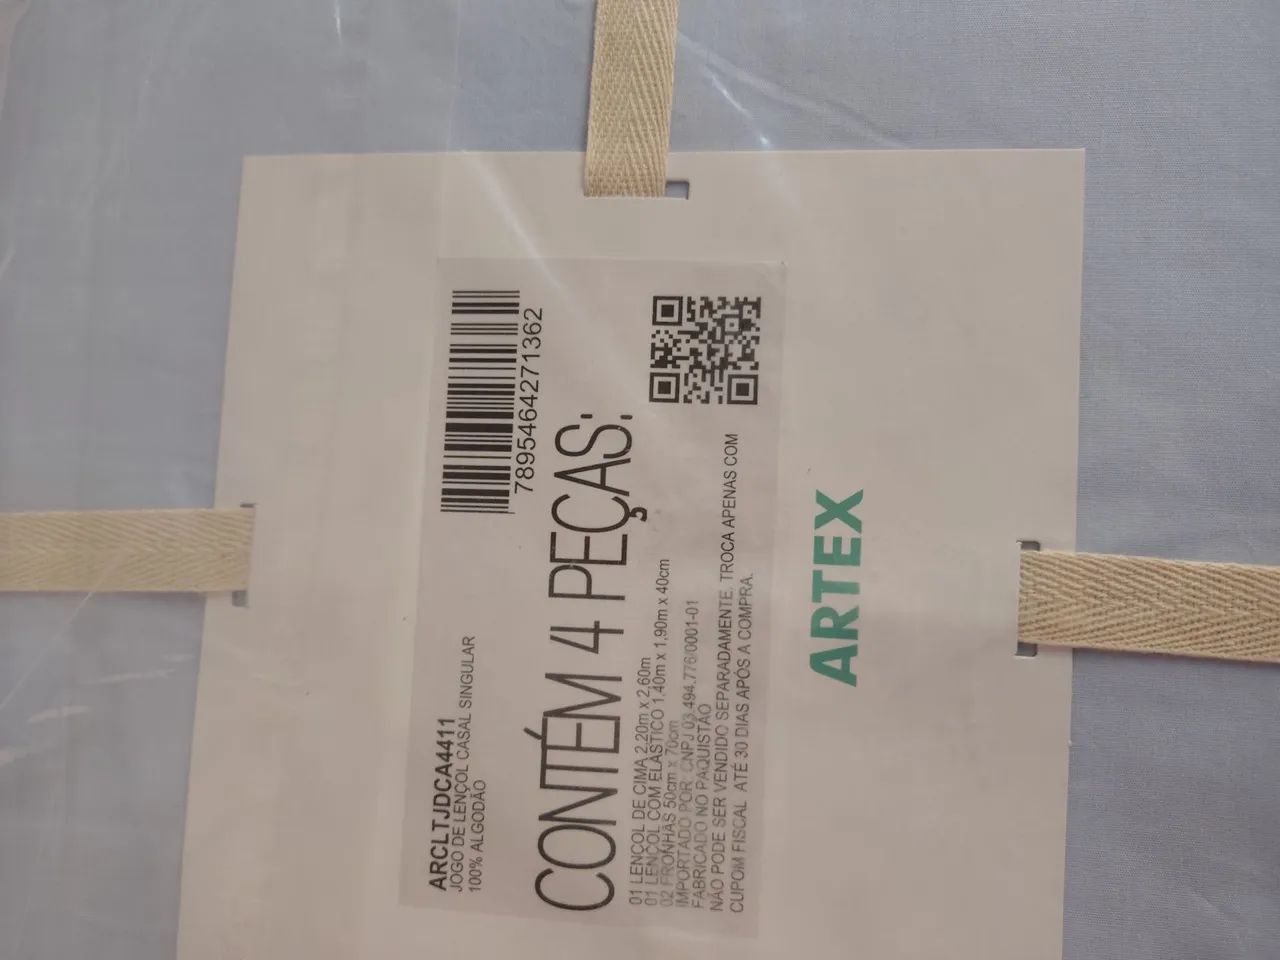 ARCLTJDCA4411
JOGO DE LENÇOL CASAL SINGULAR
100% ALGODÃO
7895464271362
CONTÉM 4 PEÇAS:
01 LENCOL DE CIMA 2,20m x 2,60m
01 LENCOL COM ELASTICO 1,40m x 1,90m x 40cm
02 FRONHAS 50cm x 70cm
IMPORTADO POR: CNPJ 03.494.776/0001-01
FABRICADO NO PAQUISTÃO
NÃO PODE SER VENDIDO SEPARADAMENTE. TROCA APENAS COM
CUPOM FISCAL ATÉ 30 DIAS APÓS A COMPRA.
ARTEX